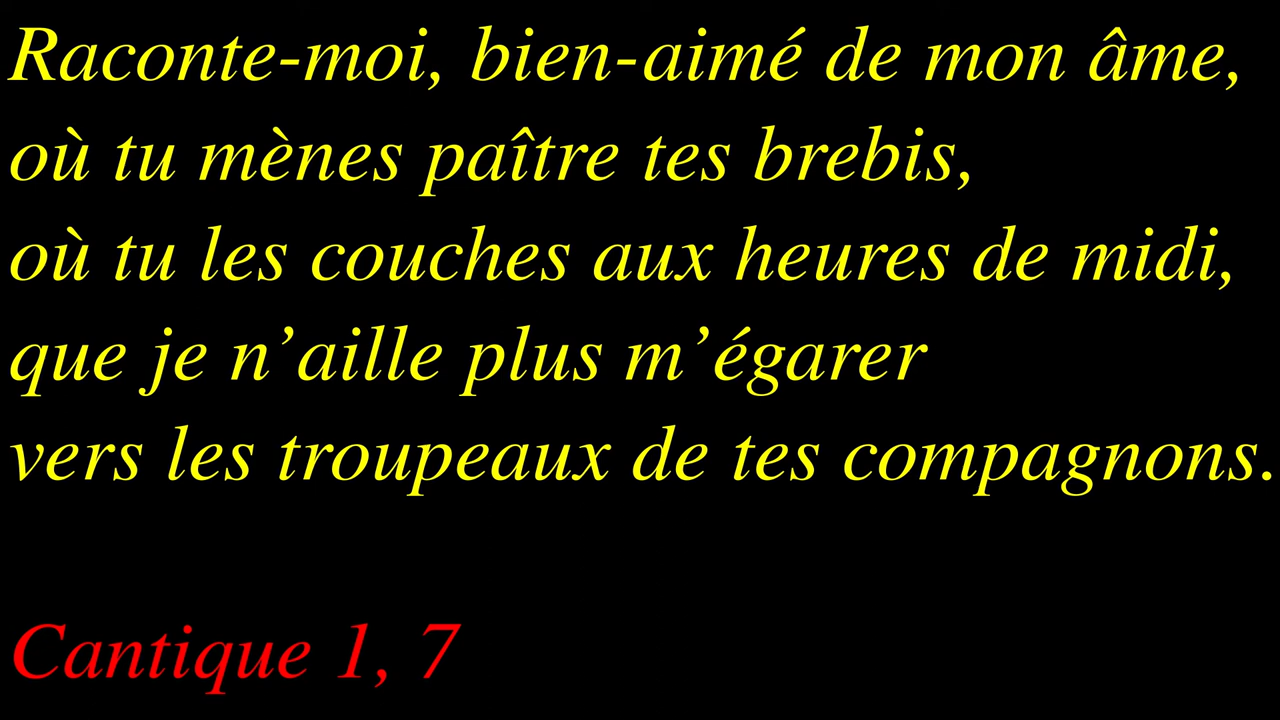 Raconte-moi, bien-aimé de mon âme,
où tu mènes paître tes brebis,
où tu les couches aux heures de midi,
que je n’aille plus m’égarer
vers les troupeaux de tes compagnons.
Cantique 1, 7